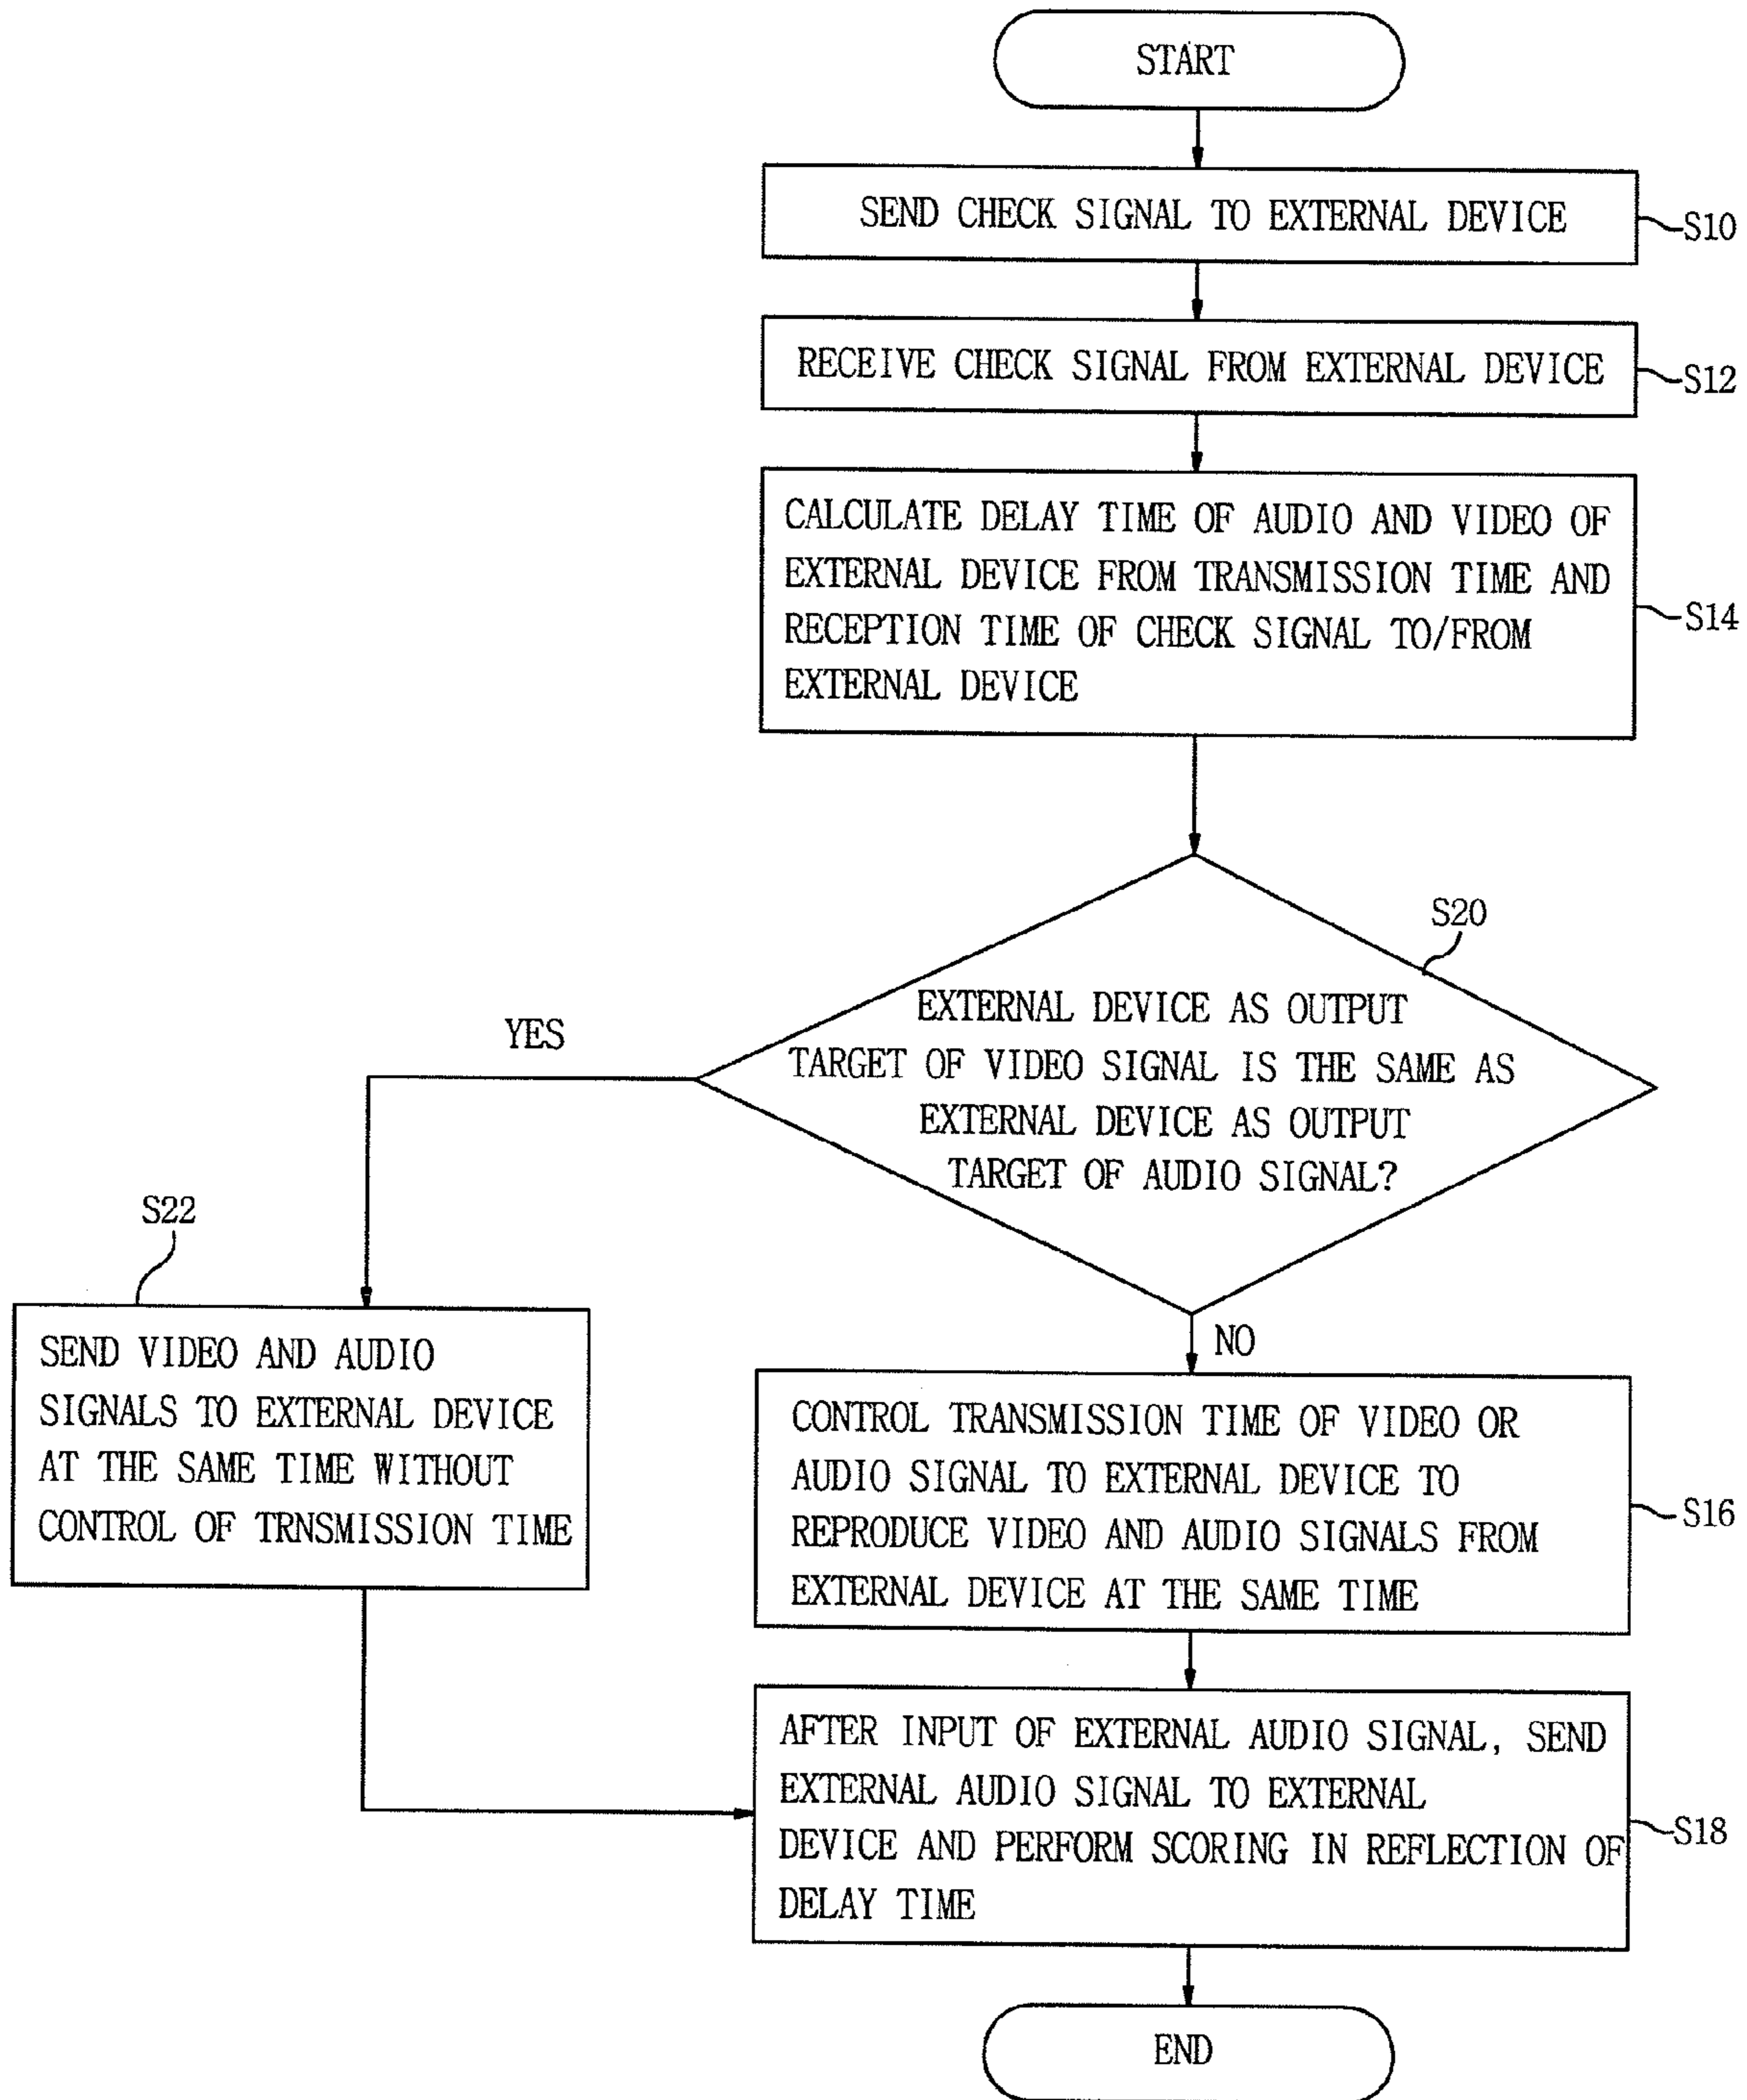 START
SEND CHECK SIGNAL TO EXTERNAL DEVICE
S10
RECEIVE CHECK SIGNAL FROM EXTERNAL DEVICE
S12
CALCULATE DELAY TIME OF AUDIO AND VIDEO OF
EXTERNAL DEVICE FROM TRANSMISSION TIME AND
RECEPTION TIME OF CHECK SIGNAL TO/FROM
EXTERNAL DEVICE
S14
S20
EXTERNAL DEVICE AS OUTPUT
TARGET OF VIDEO SIGNAL IS THE SAME AS
EXTERNAL DEVICE AS OUTPUT
TARGET OF AUDIO SIGNAL?
YES
S22
SEND VIDEO AND AUDIO
SIGNALS TO EXTERNAL DEVICE
AT THE SAME TIME WITHOUT
CONTROL OF TRNSMISSION TIME
NO
CONTROL TRANSMISSION TIME OF VIDEO OR
AUDIO SIGNAL TO EXTERNAL DEVICE TO
REPRODUCE VIDEO AND AUDIO SIGNALS FROM
EXTERNAL DEVICE AT THE SAME TIME
S16
AFTER INPUT OF EXTERNAL AUDIO SIGNAL, SEND
EXTERNAL AUDIO SIGNAL TO EXTERNAL
DEVICE AND PERFORM SCORING IN REFLECTION OF
DELAY TIME
S18
END